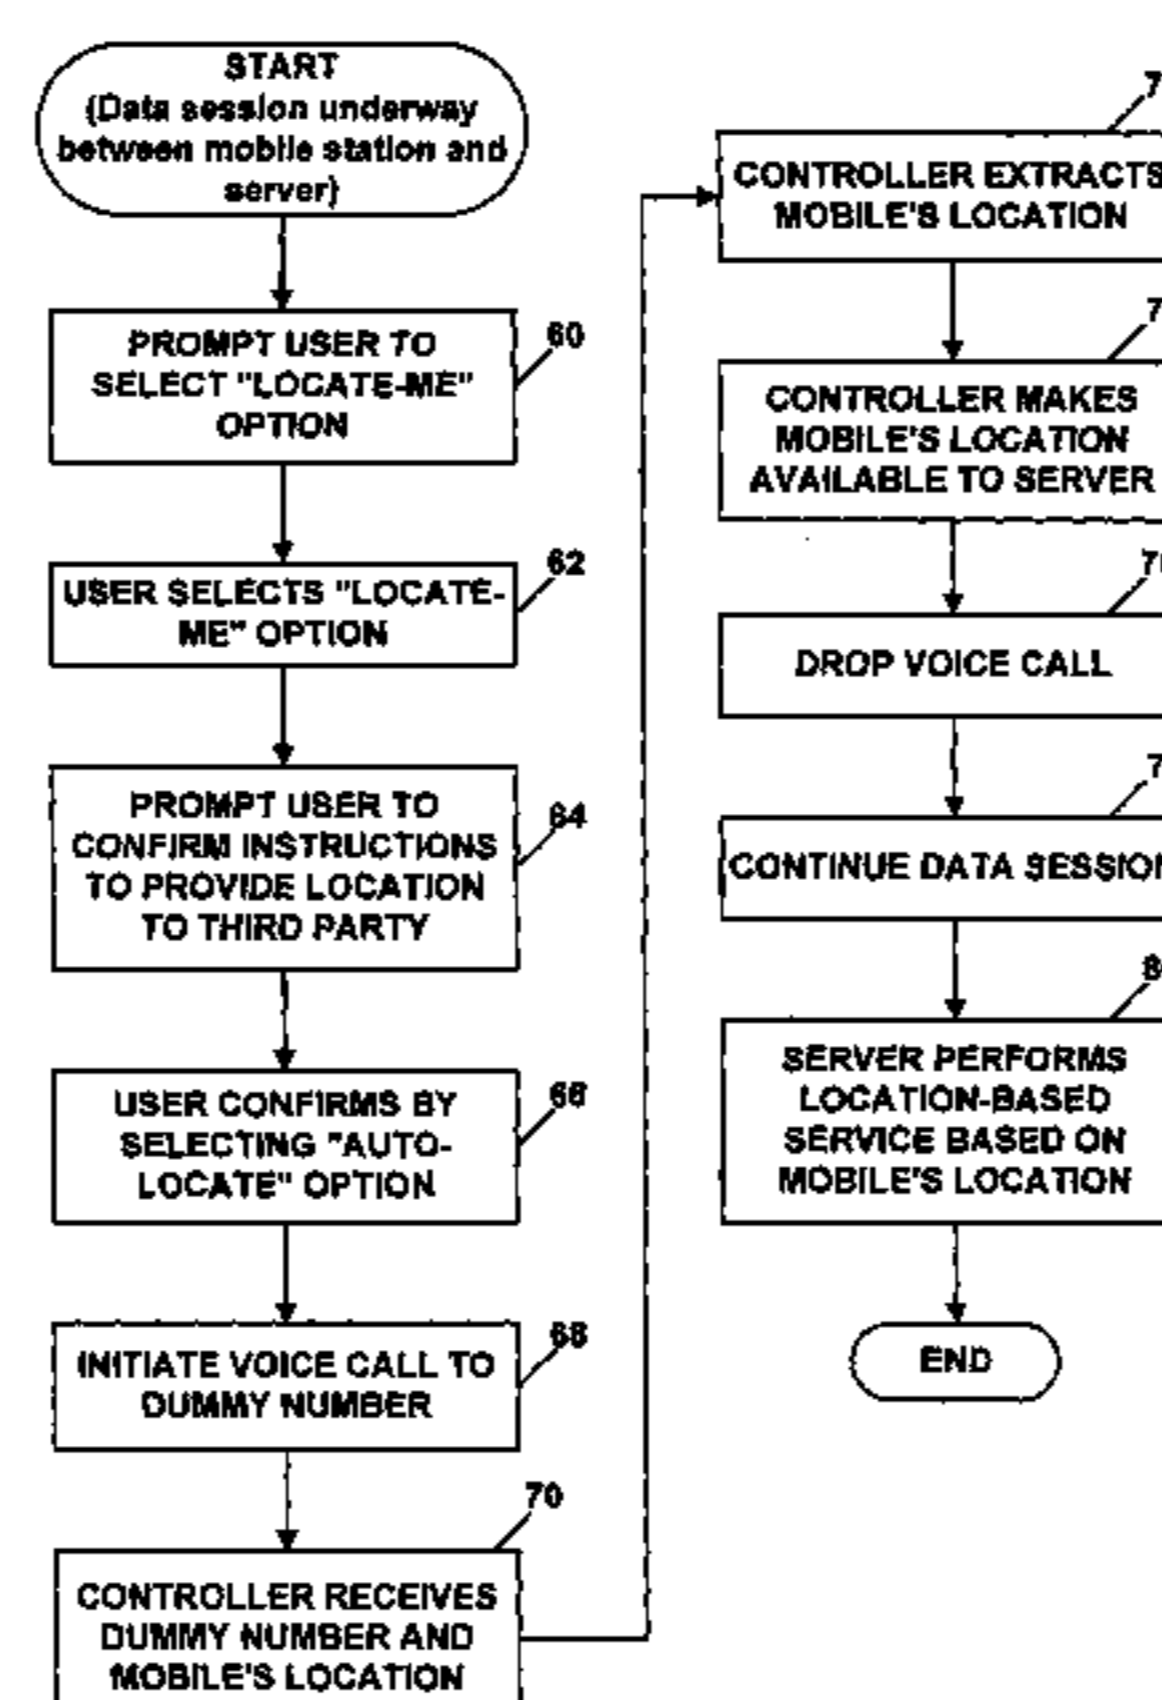 START
(Data session underway
between mobile station and
server)
PROMPT USER TO
SELECT "LOCATE-ME"
OPTION
60
USER SELECTS "LOCATE-
ME" OPTION
62
PROMPT USER TO
CONFIRM INSTRUCTIONS
TO PROVIDE LOCATION
TO THIRD PARTY
64
USER CONFIRMS BY
SELECTING "AUTO-
LOCATE" OPTION
66
INITIATE VOICE CALL TO
DUMMY NUMBER
68
70
CONTROLLER RECEIVES
DUMMY NUMBER AND
MOBILE'S LOCATION
CONTROLLER EXTRACTS
MOBILE'S LOCATION
CONTROLLER MAKES
MOBILE'S LOCATION
AVAILABLE TO SERVER
DROP VOICE CALL
CONTINUE DATA SESSION
SERVER PERFORMS
LOCATION-BASED
SERVICE BASED ON
MOBILE'S LOCATION
END